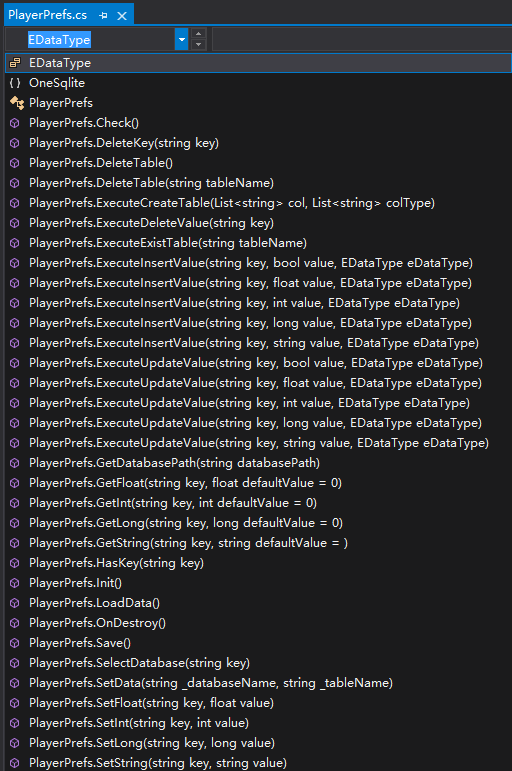 PlayerPrefs.cs
EDataType
EDataType
{ } OneSqlite
PlayerPrefs
PlayerPrefs.Check()
PlayerPrefs.DeleteKey(string key)
PlayerPrefs.DeleteTable()
PlayerPrefs.DeleteTable(string tableName)
PlayerPrefs.ExecuteCreateTable(List<string> col, List<string> colType)
PlayerPrefs.ExecuteDeleteValue(string key)
PlayerPrefs.ExecuteExistTable(string tableName)
PlayerPrefs.ExecuteInsertValue(string key, bool value, EDataType eDataType)
PlayerPrefs.ExecuteInsertValue(string key, float value, EDataType eDataType)
PlayerPrefs.ExecuteInsertValue(string key, int value, EDataType eDataType)
PlayerPrefs.ExecuteInsertValue(string key, long value, EDataType eDataType)
PlayerPrefs.ExecuteInsertValue(string key, string value, EDataType eDataType)
PlayerPrefs.ExecuteUpdateValue(string key, bool value, EDataType eDataType)
PlayerPrefs.ExecuteUpdateValue(string key, float value, EDataType eDataType)
PlayerPrefs.ExecuteUpdateValue(string key, int value, EDataType eDataType)
PlayerPrefs.ExecuteUpdateValue(string key, long value, EDataType eDataType)
PlayerPrefs.ExecuteUpdateValue(string key, string value, EDataType eDataType)
PlayerPrefs.GetDatabasePath(string databasePath)
PlayerPrefs.GetFloat(string key, float defaultValue = 0)
PlayerPrefs.GetInt(string key, int defaultValue = 0)
PlayerPrefs.GetLong(string key, long defaultValue = 0)
PlayerPrefs.GetString(string key, string defaultValue = )
PlayerPrefs.HasKey(string key)
PlayerPrefs.Init()
PlayerPrefs.LoadData()
PlayerPrefs.OnDestroy()
PlayerPrefs.Save()
PlayerPrefs.SelectDatabase(string key)
PlayerPrefs.SetData(string _databaseName, string _tableName)
PlayerPrefs.SetFloat(string key, float value)
PlayerPrefs.SetInt(string key, int value)
PlayerPrefs.SetLong(string key, long value)
PlayerPrefs.SetString(string key, string value)